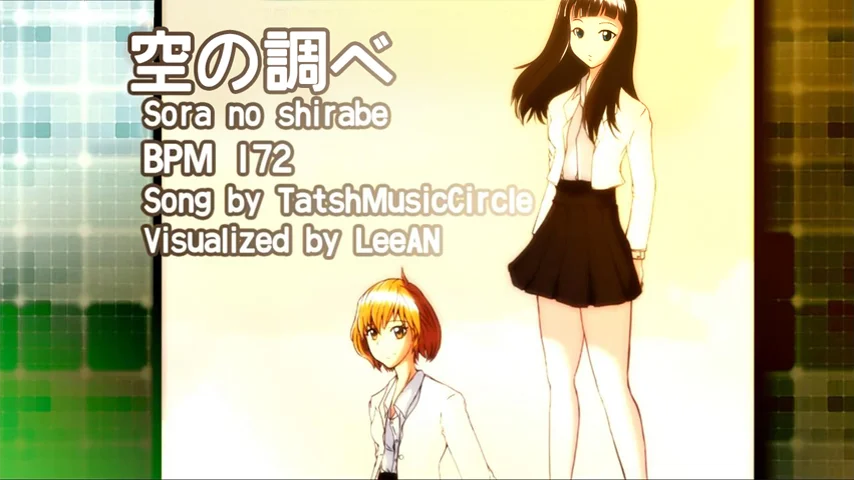 空の調べ
Sora no shirabe
BPM 172
Song by TatshMusicCircle
Visualized by LeeAN